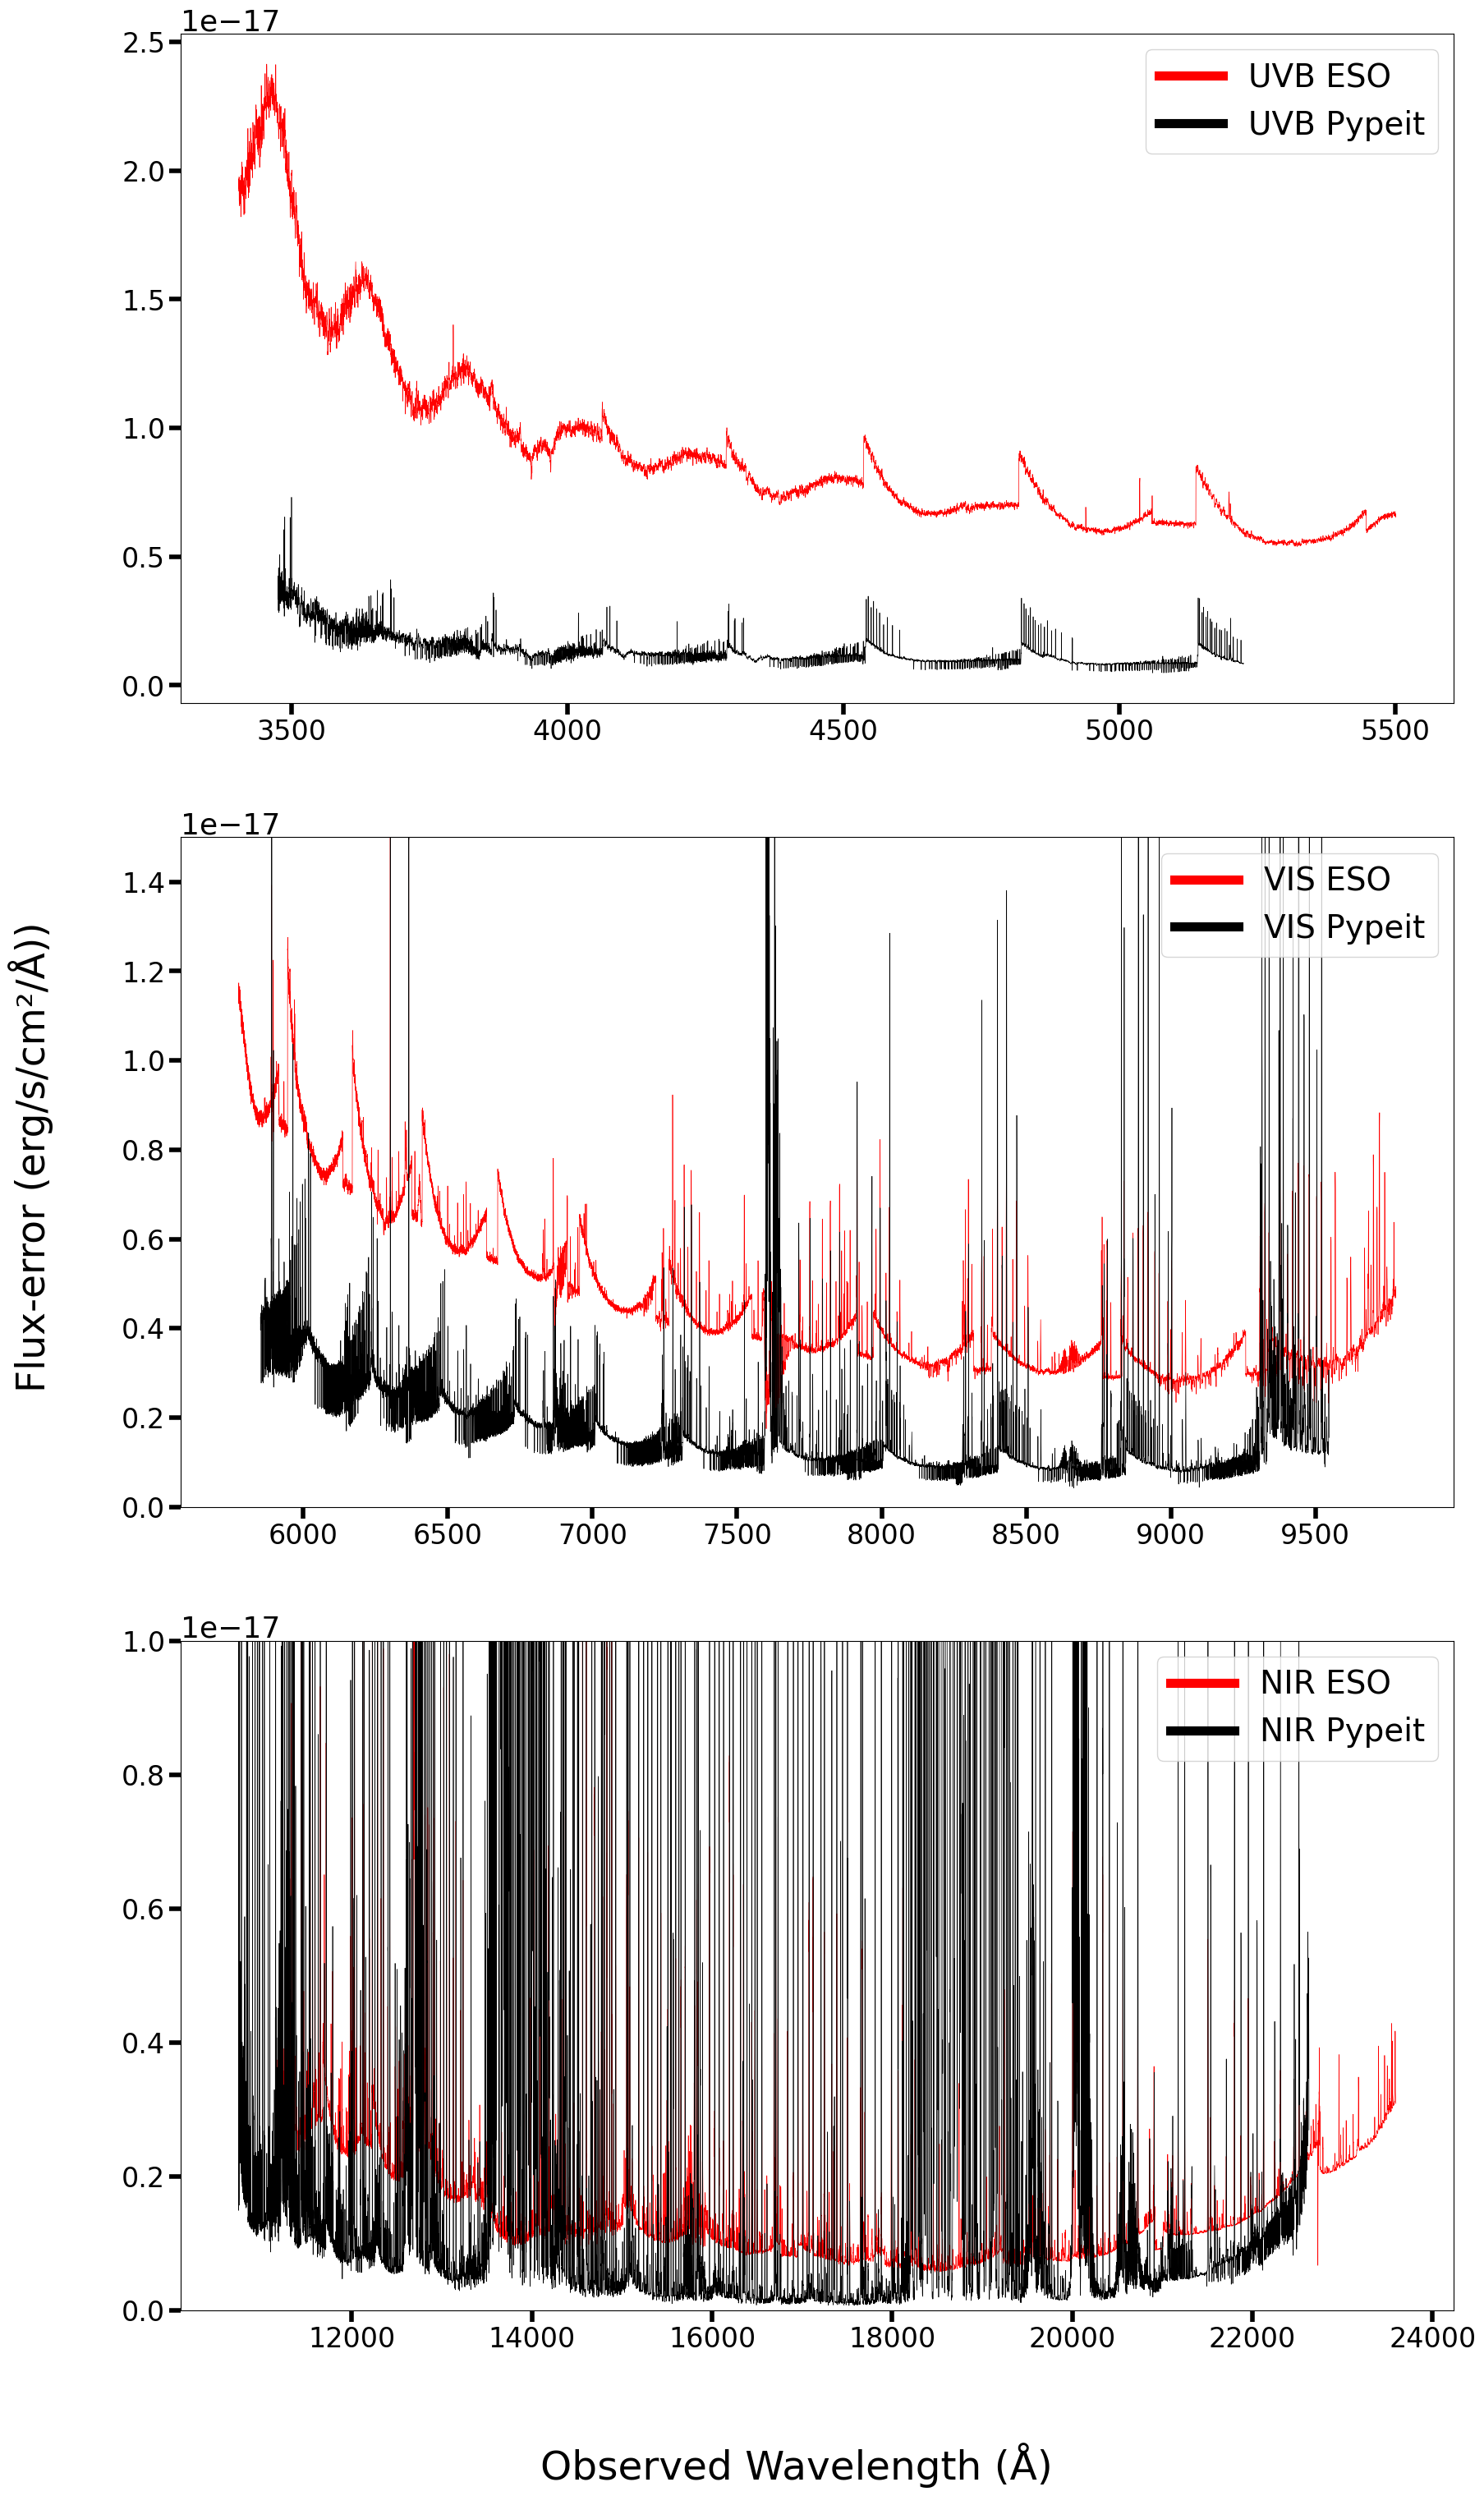 1e−17
2.5
2.0
1.5
1.0
0.5
0.0
UVB ESO
UVB Pypeit
3500 4000 4500 5000 5500
1e−17
1.4
1.2
1.0
0.8
0.6
0.4
0.2
0.0
VIS ESO
VIS Pypeit
6000 6500 7000 7500 8000 8500 9000 9500
Flux-error (erg/s/cm²/Å))
1e−17
1.0
0.8
0.6
0.4
0.2
0.0
NIR ESO
NIR Pypeit
12000 14000 16000 18000 20000 22000 24000
Observed Wavelength (Å)